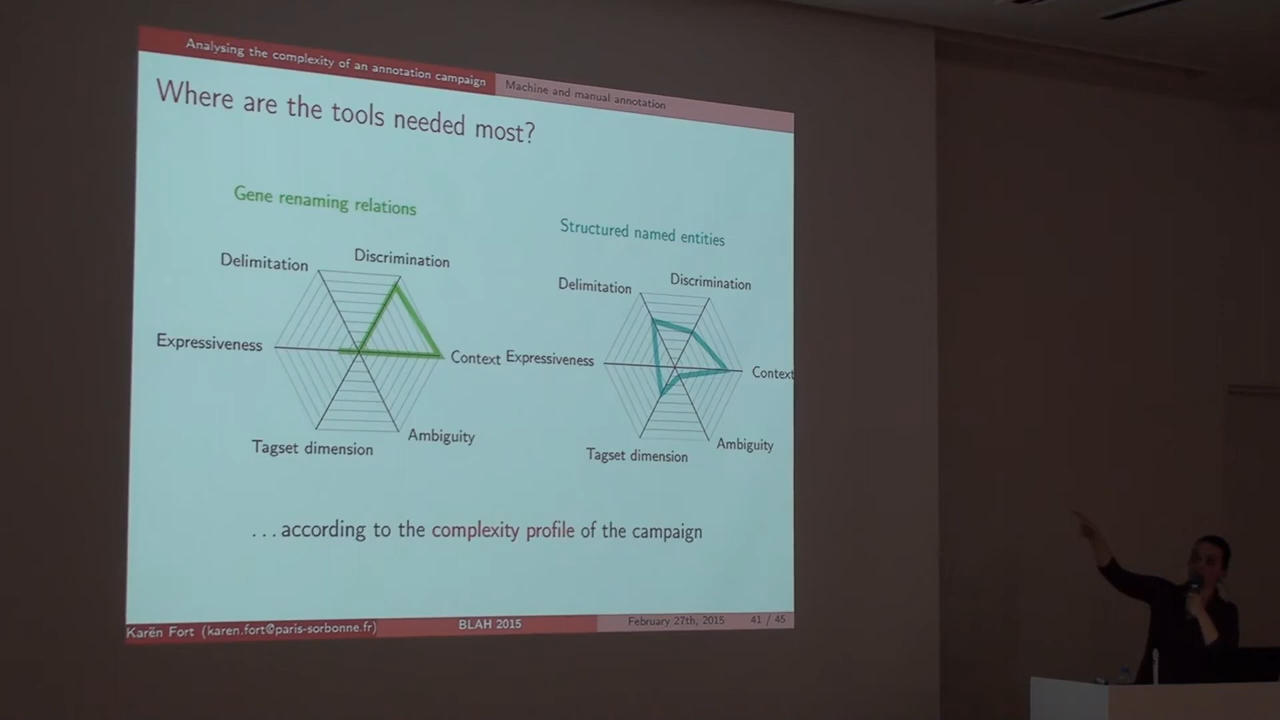 Analysing the complexity of an annotation campaign
Machine and manual annotation
Where are the tools needed most?
Gene renaming relations
Delimitation
Discrimination
Expressiveness
Context
Tagset dimension
Ambiguity
Structured named entities
Delimitation
Discrimination
Expressiveness
Context
Tagset dimension
Ambiguity
...according to the complexity profile of the campaign
Karën Fort (karen.fort@paris-sorbonne.fr)
BLAH 2015
February 27th, 2015
41 / 45